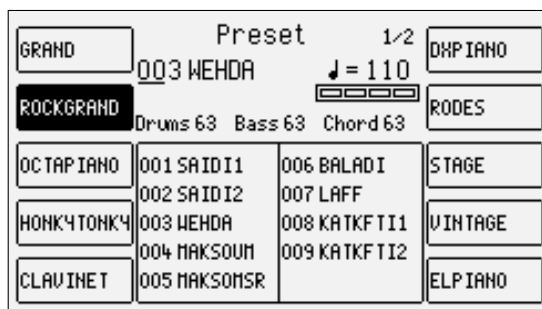 GRAND
ROCKGRAND
OCTAPIANO
HONKYTONKY
CLAVINET
Preset 1/2
003 WEHDA ♩= 110
Drums 63 Bass 63 Chord 63
001 SAIDI1
002 SAIDI2
003 WEHDA
004 MAKSOUM
005 MAKSOMSR
006 BALADI
007 LAFF
008 KATKFTI1
009 KATKFTI2
DXPIANO
RODES
STAGE
VINTAGE
ELPIANO